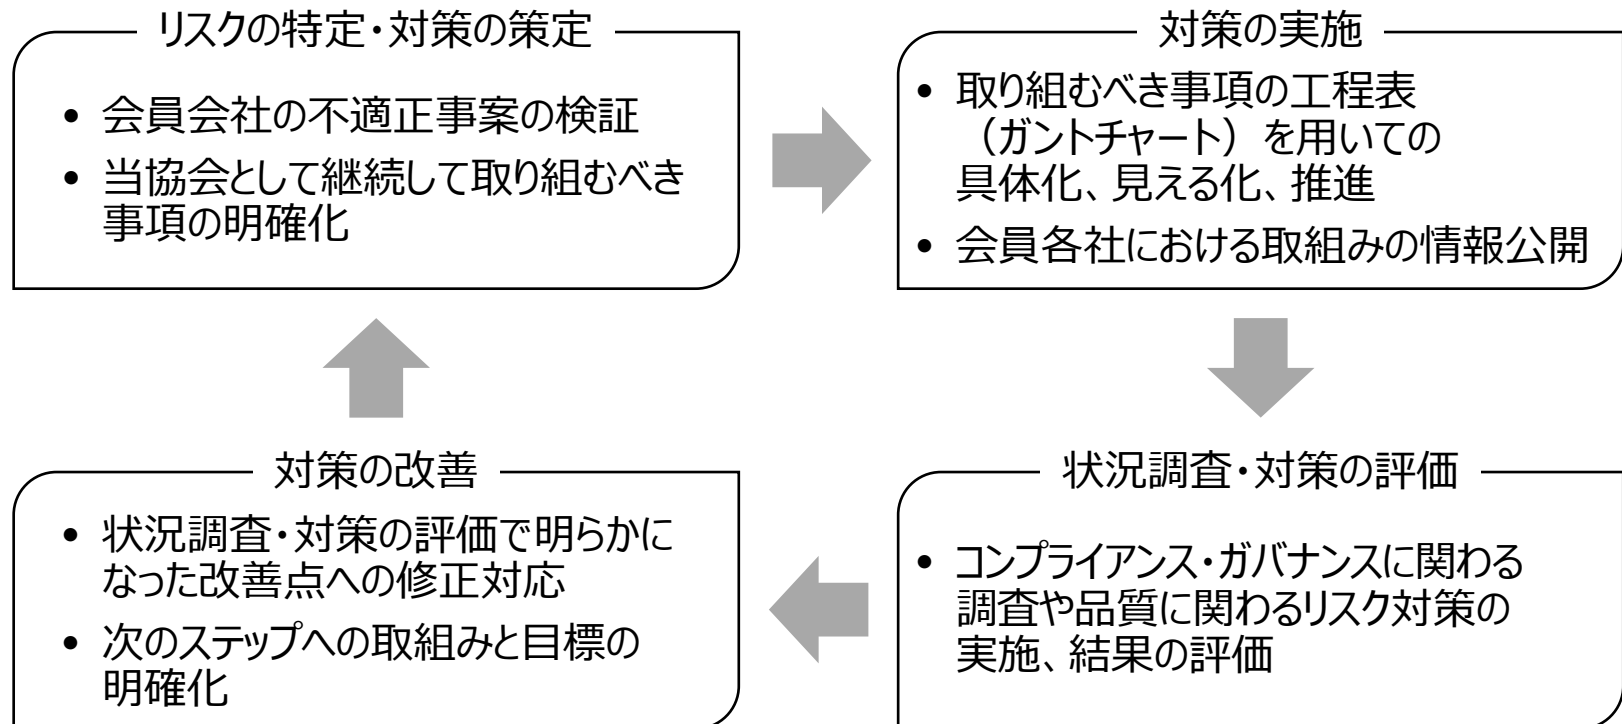 リスクの特定・対策の策定
• 会員会社の不適正事案の検証
• 当協会として継続して取り組むべき
事項の明確化
対策の実施
• 取り組むべき事項の工程表
（ガントチャート）を用いての
具体化、見える化、推進
• 会員各社における取組みの情報公開
対策の改善
• 状況調査・対策の評価で明らかに
なった改善点への修正対応
• 次のステップへの取組みと目標の
明確化
状況調査・対策の評価
• コンプライアンス・ガバナンスに関わる
調査や品質に関わるリスク対策の
実施、結果の評価